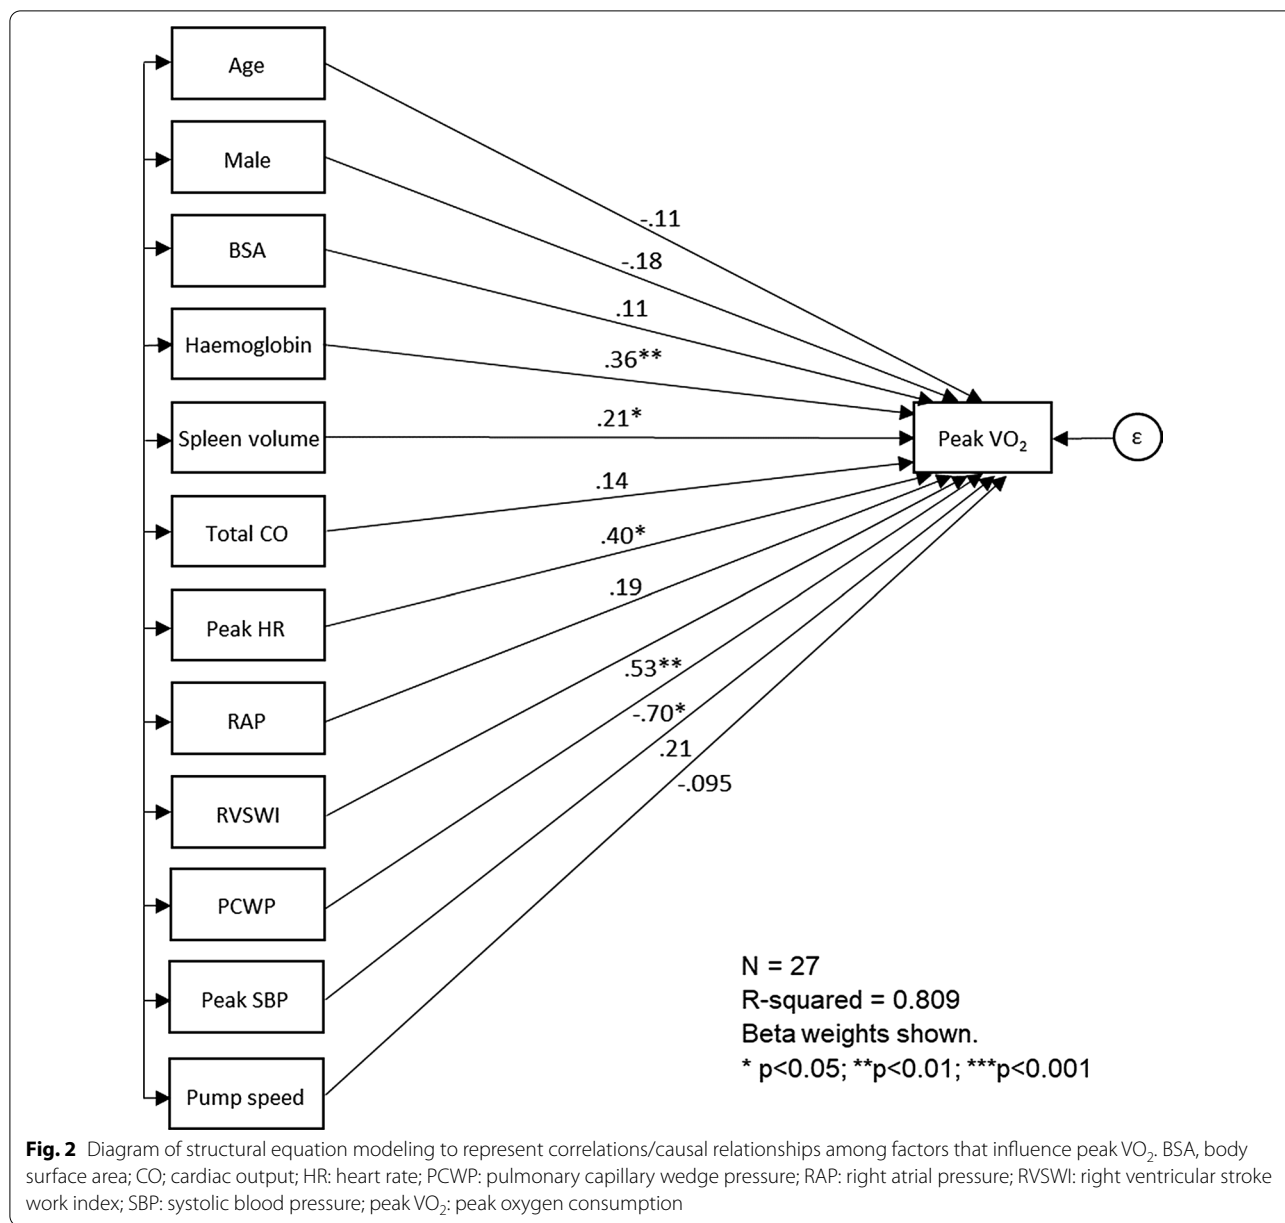 Age
Male
BSA
Haemoglobin
Spleen volume
Total CO
Peak HR
RAP
RVSWI
PCWP
Peak SBP
Pump speed
-.11
-.18
.11
.36**
.21*
.14
.40*
.19
.53**
-.70*
.21
-.095
Peak VO₂
ε
N = 27
R-squared = 0.809
Beta weights shown.
* p<0.05; **p<0.01; ***p<0.001
Fig. 2 Diagram of structural equation modeling to represent correlations/causal relationships among factors that influence peak VO₂. BSA, body
surface area; CO; cardiac output; HR: heart rate; PCWP: pulmonary capillary wedge pressure; RAP: right atrial pressure; RVSWI: right ventricular stroke
work index; SBP: systolic blood pressure; peak VO₂: peak oxygen consumption